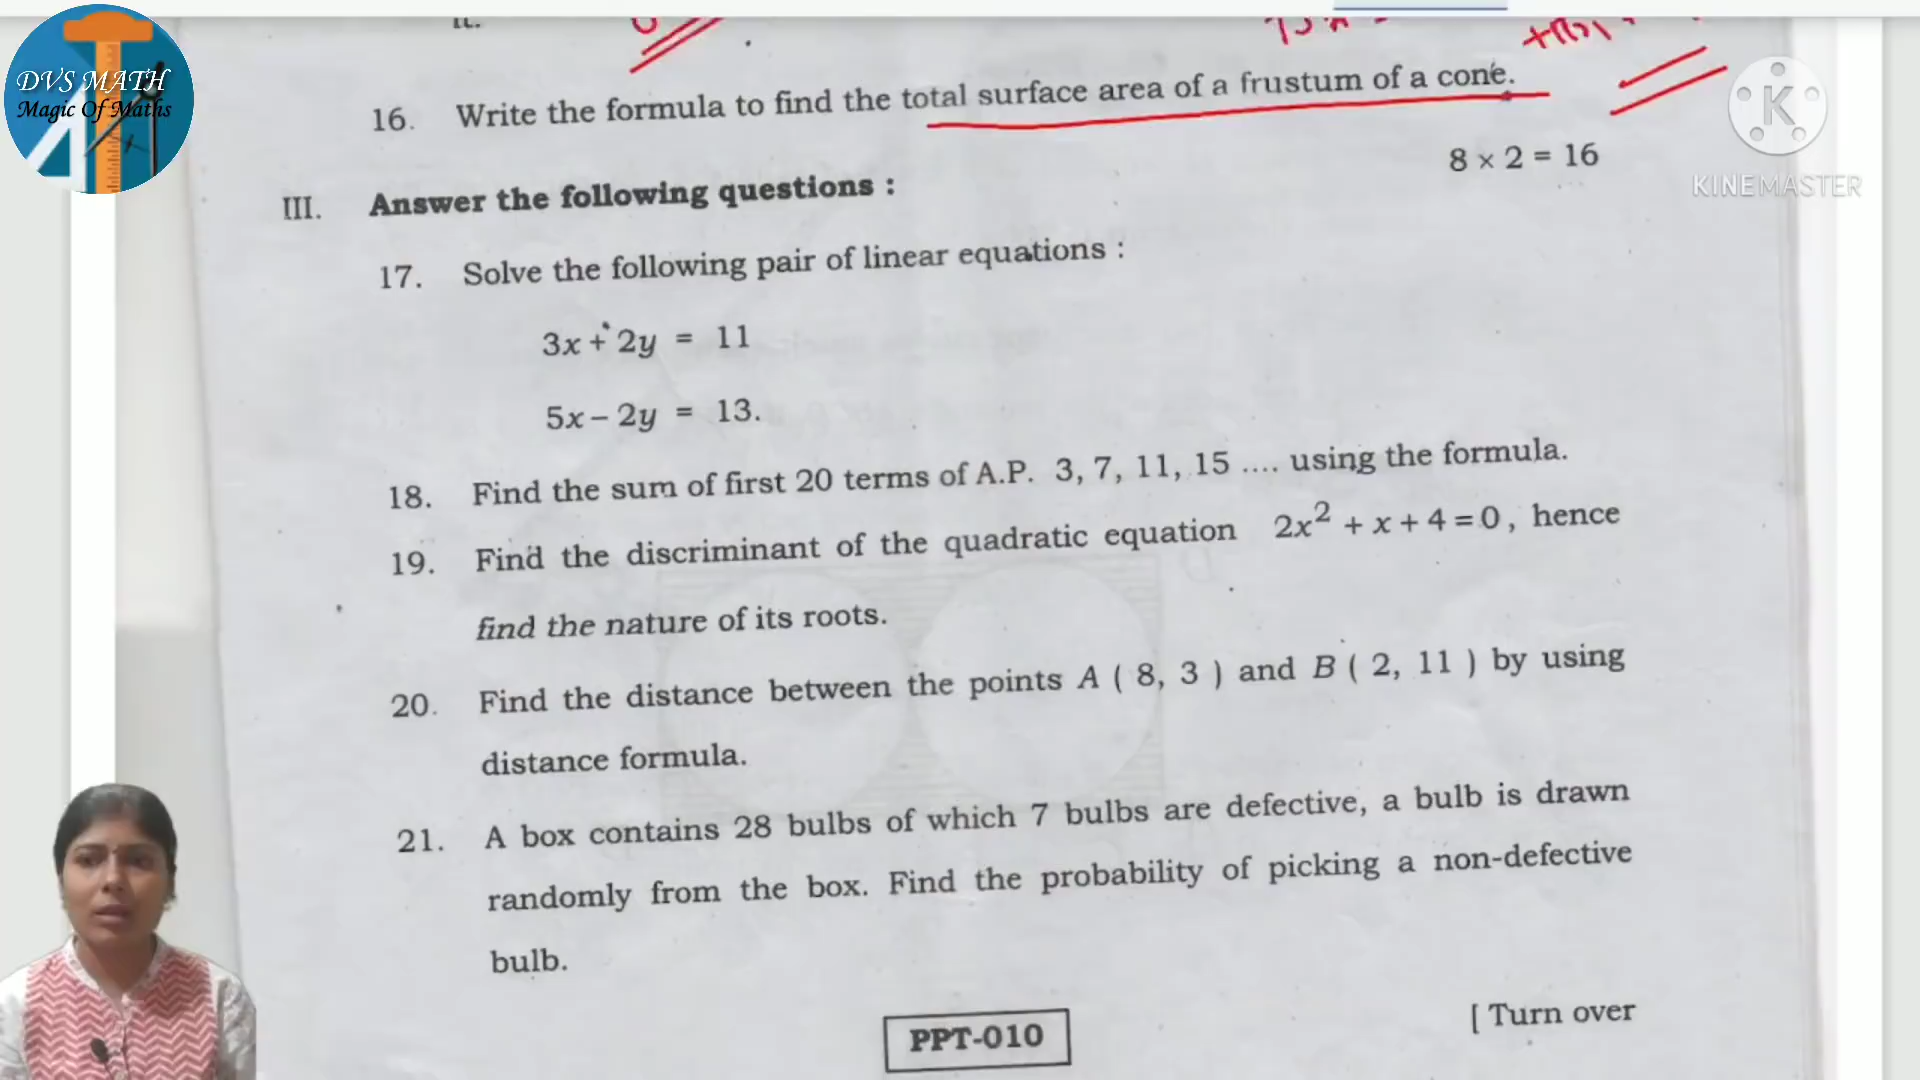 DVS MATH
Magic Of Maths
16. Write the formula to find the total surface area of a frustum of a cone.
8 × 2 = 16
KINEMASTER
III. Answer the following questions :
17. Solve the following pair of linear equations :
3x + 2y = 11
5x – 2y = 13.
18. Find the sum of first 20 terms of A.P. 3, 7, 11, 15 .... using the formula.
19. Find the discriminant of the quadratic equation 2x² + x + 4 = 0 , hence
find the nature of its roots.
20. Find the distance between the points A ( 8, 3 ) and B ( 2, 11 ) by using
distance formula.
21. A box contains 28 bulbs of which 7 bulbs are defective, a bulb is drawn
randomly from the box. Find the probability of picking a non-defective
bulb.
PPT-010
[ Turn over